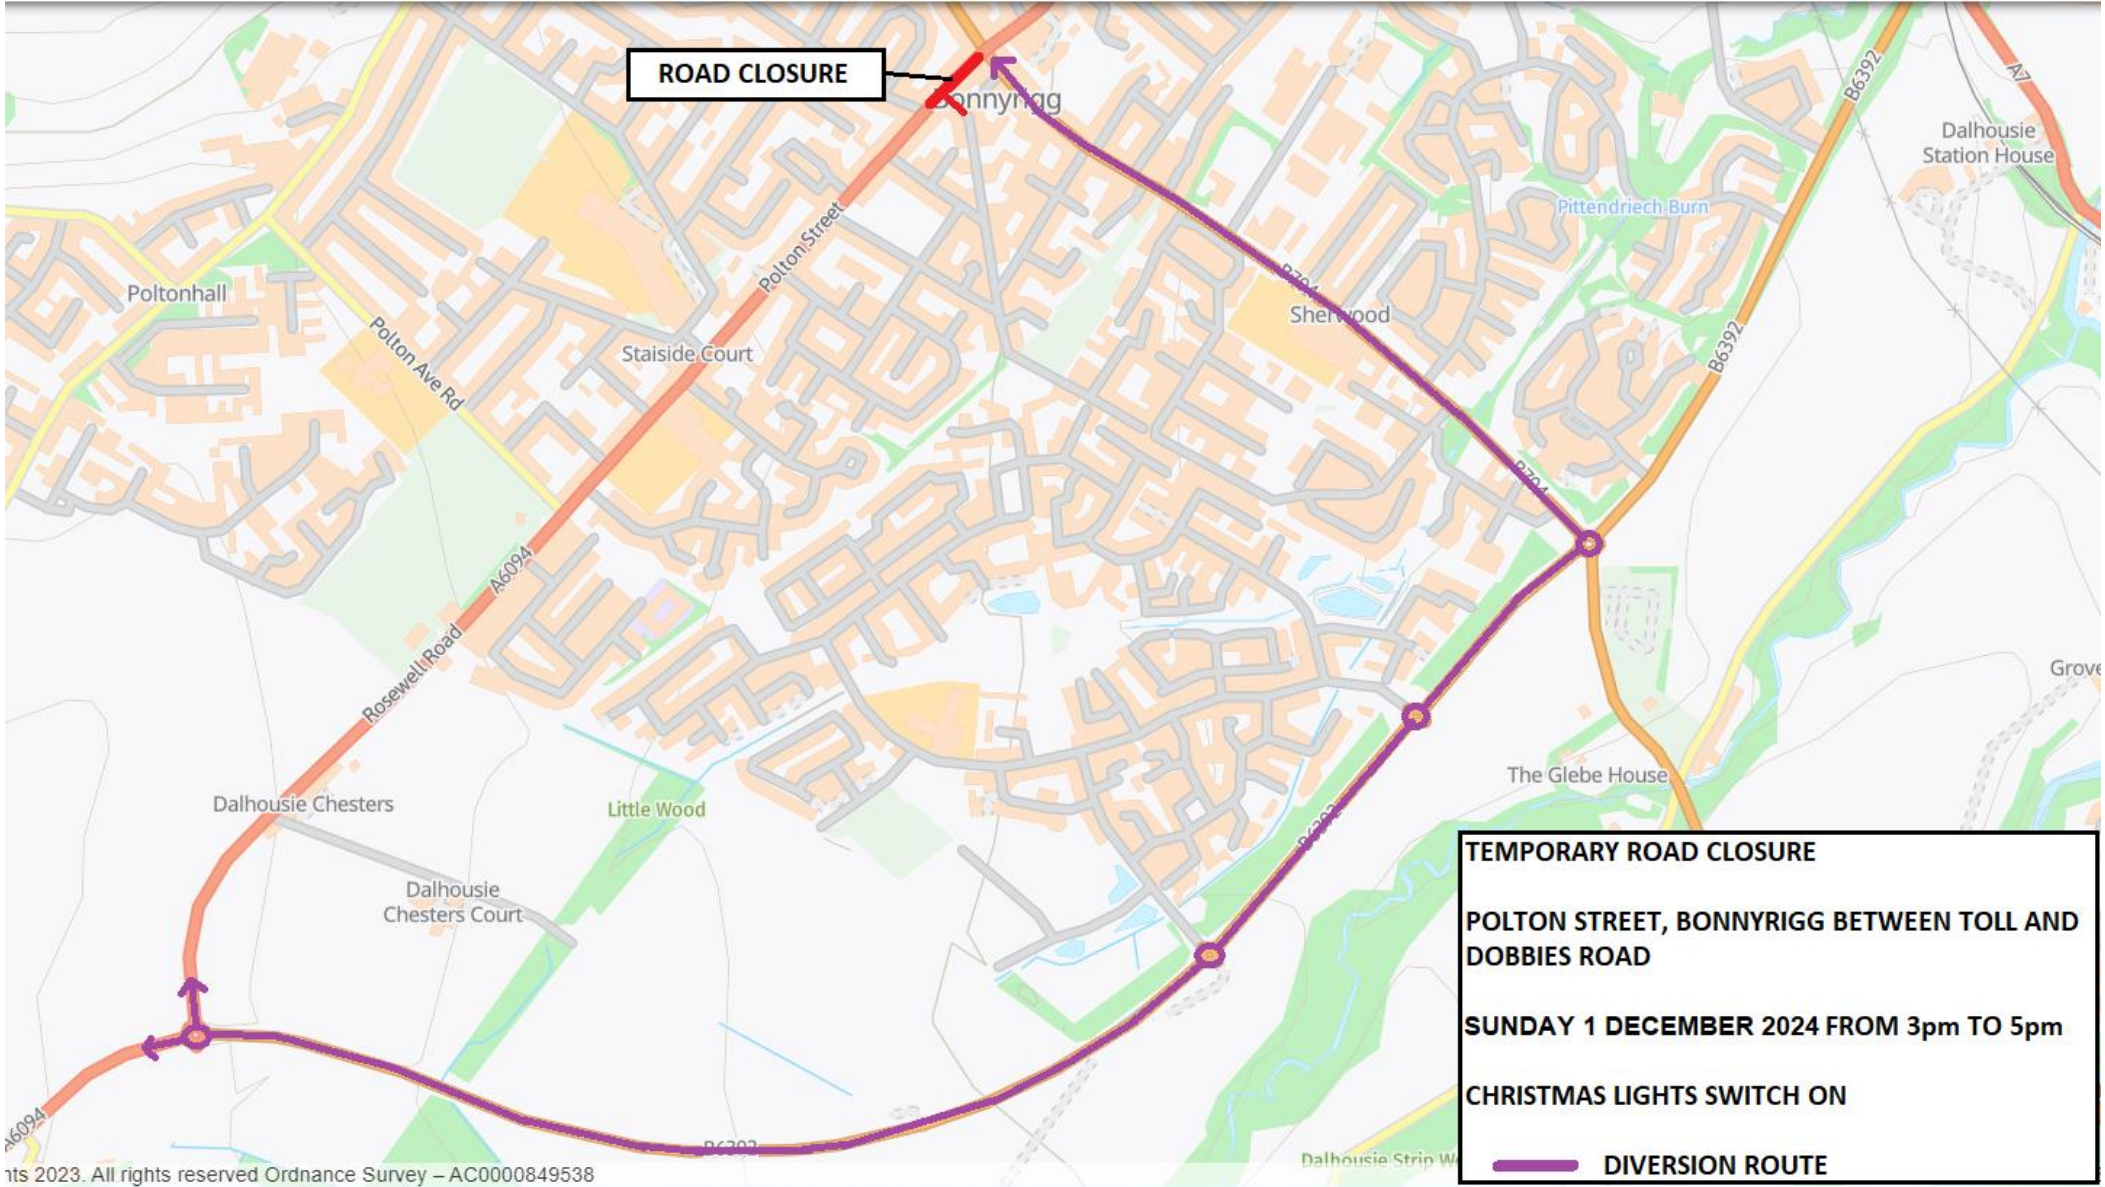 ROAD CLOSURE
Bonnyrigg
B6392
A7
Dalhousie
Station House
Pittendriech Burn
Polton Street
Poltonhall
B704
Sherwood
Polton Ave Rd
Staiside Court
B6392
B704
A6094
Rosewell Road
Grove
The Glebe House
Dalhousie Chesters
Little Wood
B6392
Dalhousie
Chesters Court
TEMPORARY ROAD CLOSURE
POLTON STREET, BONNYRIGG BETWEEN TOLL AND
DOBBIES ROAD
SUNDAY 1 DECEMBER 2024 FROM 3pm TO 5pm
CHRISTMAS LIGHTS SWITCH ON
DIVERSION ROUTE
A6094
B6392
Dalhousie Strip
hts 2023. All rights reserved Ordnance Survey – AC0000849538